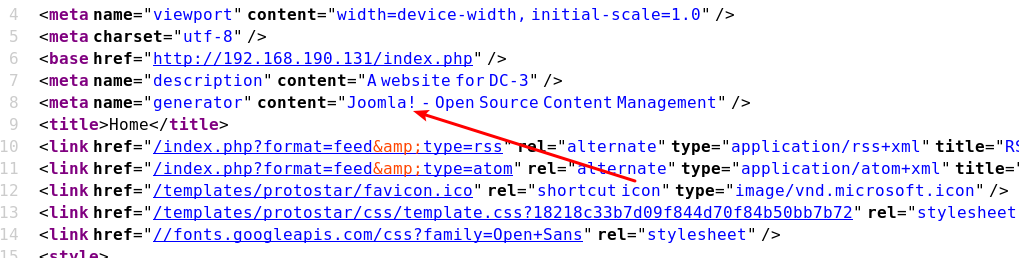 4 <meta name="viewport" content="width=device-width, initial-scale=1.0" />
5 <meta charset="utf-8" />
6 <base href="http://192.168.190.131/index.php" />
7 <meta name="description" content="A website for DC-3" />
8 <meta name="generator" content="Joomla! - Open Source Content Management" />
9 <title>Home</title>
10 <link href="/index.php?format=feed&amp;type=rss" rel="alternate" type="application/rss+xml" title="RS
11 <link href="/index.php?format=feed&amp;type=atom" rel="alternate" type="application/atom+xml" title=
12 <link href="/templates/protostar/favicon.ico" rel="shortcut icon" type="image/vnd.microsoft.icon" />
13 <link href="/templates/protostar/css/template.css?18218c33b7d09f844d70f84b50bb7b72" rel="stylesheet
14 <link href="//fonts.googleapis.com/css?family=Open+Sans" rel="stylesheet" />
15 <style>